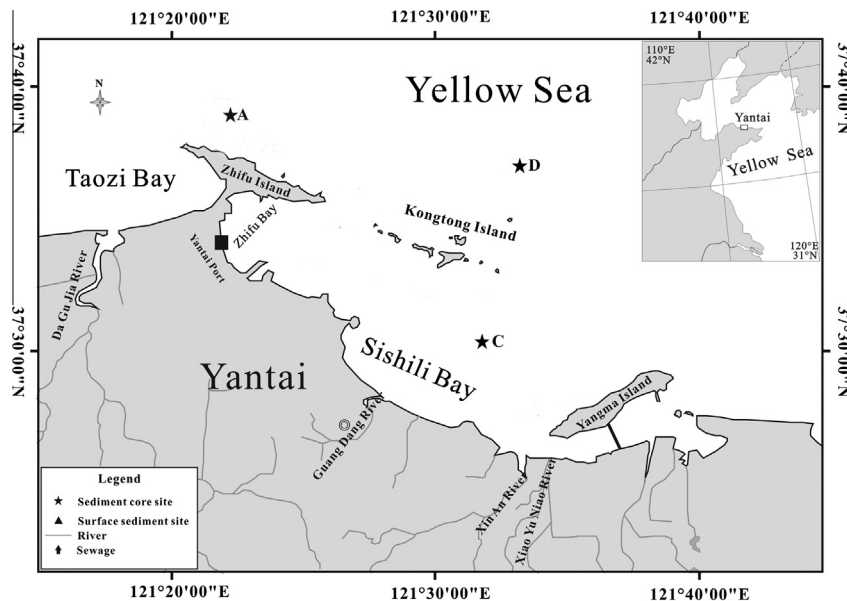 121°20'00"E
121°30'00"E
121°40'00"E
37°40'00"N
37°40'00"N
110°E
42°N
N
Yellow Sea
A
Yantai
D
Yellow Sea
Taozi Bay
Zhifu Island
Zhifu Bay
Kongtong Island
120°E
31°N
Yantai Port
Da Gu Jia River
37°30'00"N
37°30'00"N
C
Sishili Bay
Yantai
Yangma Island
Guang Dang River
Xin An River
Xiao Yu Niao River
Legend
Sediment core site
Surface sediment site
River
Sewage
121°20'00"E
121°30'00"E
121°40'00"E